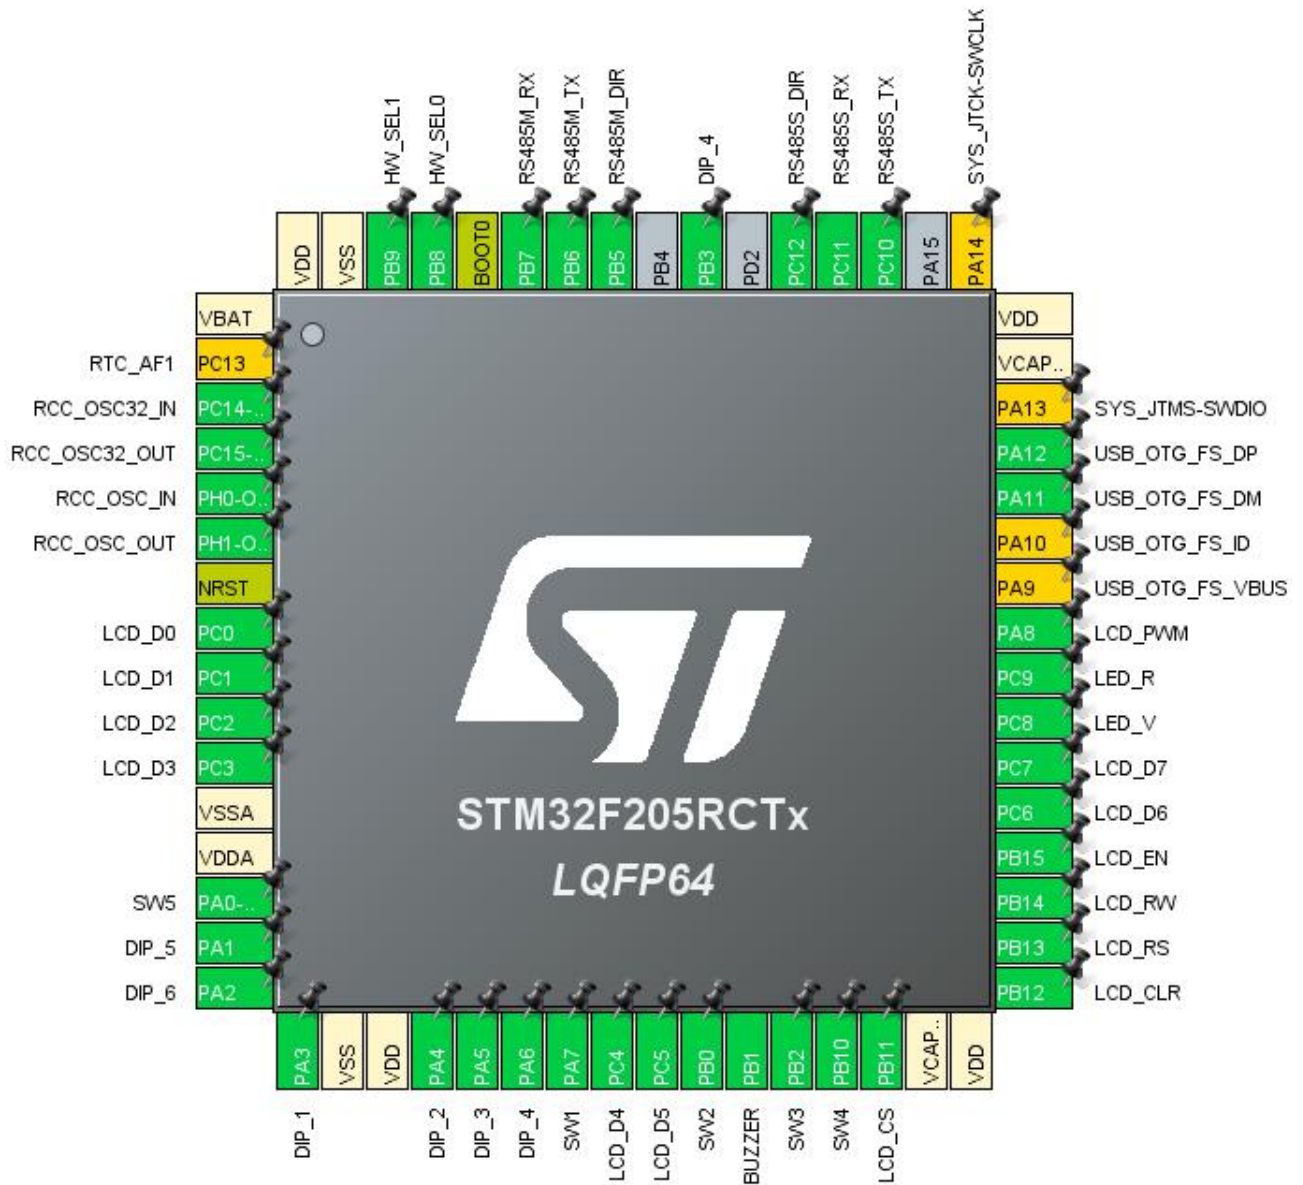 HW_SEL1
HW_SEL0
RS485M_RX
RS485M_TX
RS485M_DIR
DIP_4
RS485S_DIR
RS485S_RX
RS485S_TX
SYS_JTCK-SWCLK
VDD
VSS
PB9
PB8
BOOT0
PB7
PB6
PB5
PB4
PB3
PD2
PC12
PC11
PC10
PA15
PA14
VBAT
RTC_AF1 PC13
RCC_OSC32_IN PC14-..
RCC_OSC32_OUT PC15-..
RCC_OSC_IN PH0-O..
RCC_OSC_OUT PH1-O..
NRST
LCD_D0 PC0
LCD_D1 PC1
LCD_D2 PC2
LCD_D3 PC3
VSSA
VDDA
SW5 PA0-..
DIP_5 PA1
DIP_6 PA2
ST
STM32F205RCTx
LQFP64
VDD
VCAP..
PA13 SYS_JTMS-SWDIO
PA12 USB_OTG_FS_DP
PA11 USB_OTG_FS_DM
PA10 USB_OTG_FS_ID
PA9 USB_OTG_FS_VBUS
PA8 LCD_PWM
PC9 LED_R
PC8 LED_V
PC7 LCD_D7
PC6 LCD_D6
PB15 LCD_EN
PB14 LCD_RW
PB13 LCD_RS
PB12 LCD_CLR
PA3
VSS
VDD
PA4
PA5
PA6
PA7
PC4
PC5
PB0
PB1
PB2
PB10
PB11
VCAP..
VDD
DIP_1
DIP_2
DIP_3
DIP_4
SW1
LCD_D4
LCD_D5
SW2
BUZZER
SW3
SW4
LCD_CS